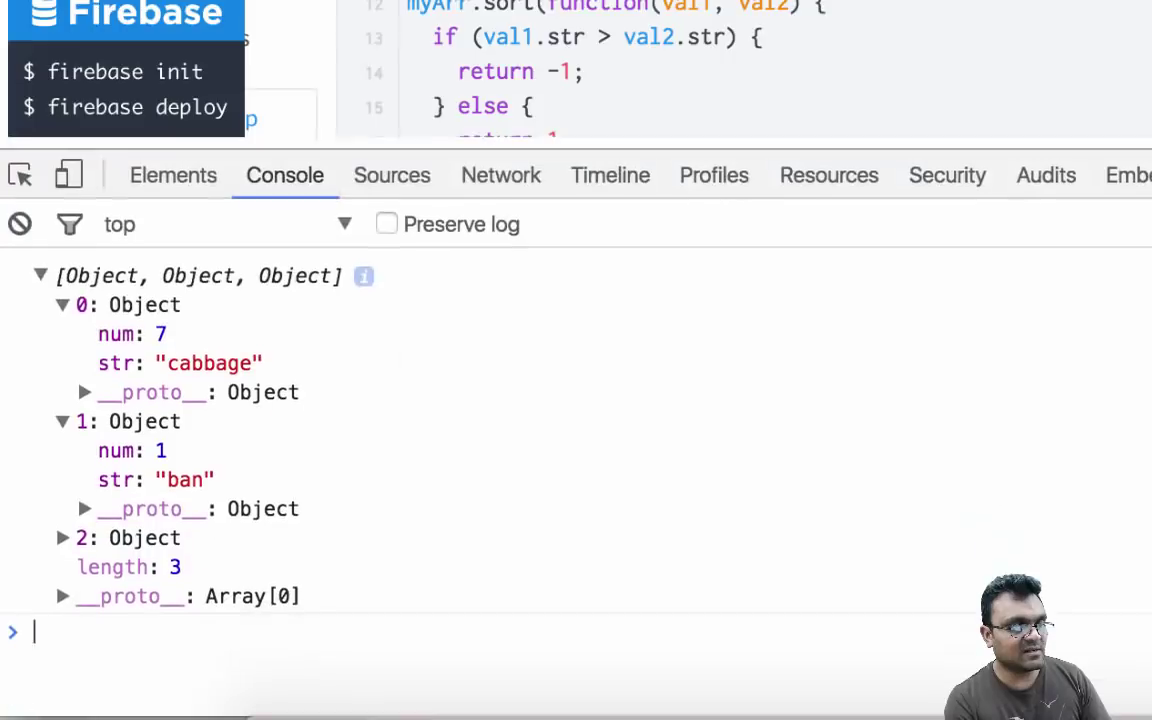 Firebase
$ firebase init
$ firebase deploy
s
p
12 myArr.sort(function(val1, val2) {
13 if (val1.str > val2.str) {
14 return -1;
15 } else {
return 1
Elements Console Sources Network Timeline Profiles Resources Security Audits Embe
top Preserve log
[Object, Object, Object] i
0: Object
num: 7
str: "cabbage"
__proto__: Object
1: Object
num: 1
str: "ban"
__proto__: Object
2: Object
length: 3
__proto__: Array[0]
>